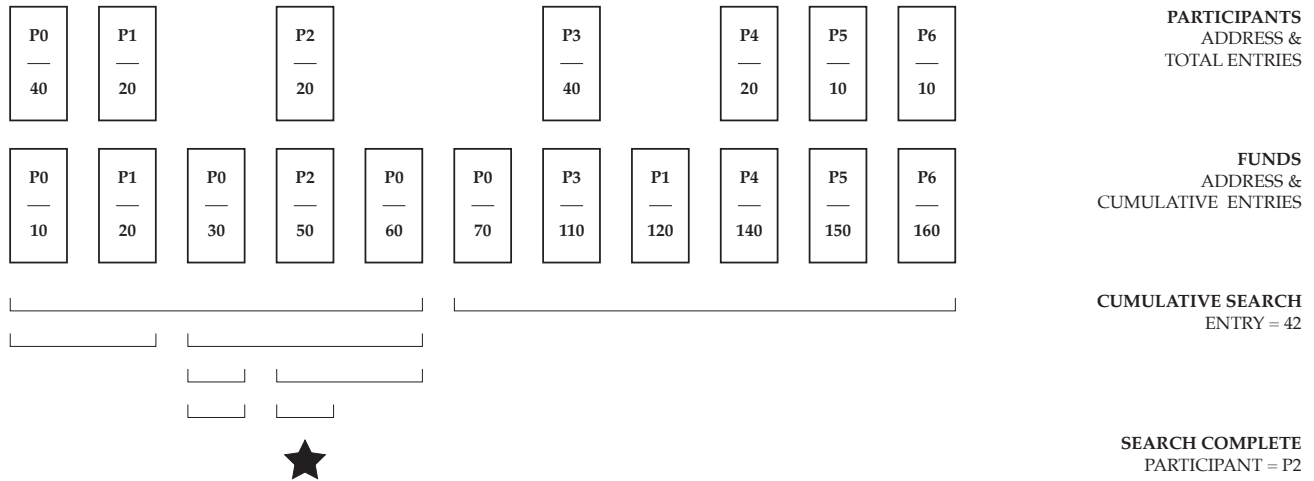 P0 P1 P2 P3 P4 P5 P6
40 20 20 40 20 10 10
PARTICIPANTS
ADDRESS &
TOTAL ENTRIES
P0 P1 P0 P2 P0 P0 P3 P1 P4 P5 P6
10 20 30 50 60 70 110 120 140 150 160
FUNDS
ADDRESS &
CUMULATIVE ENTRIES
CUMULATIVE SEARCH
ENTRY = 42
SEARCH COMPLETE
PARTICIPANT = P2